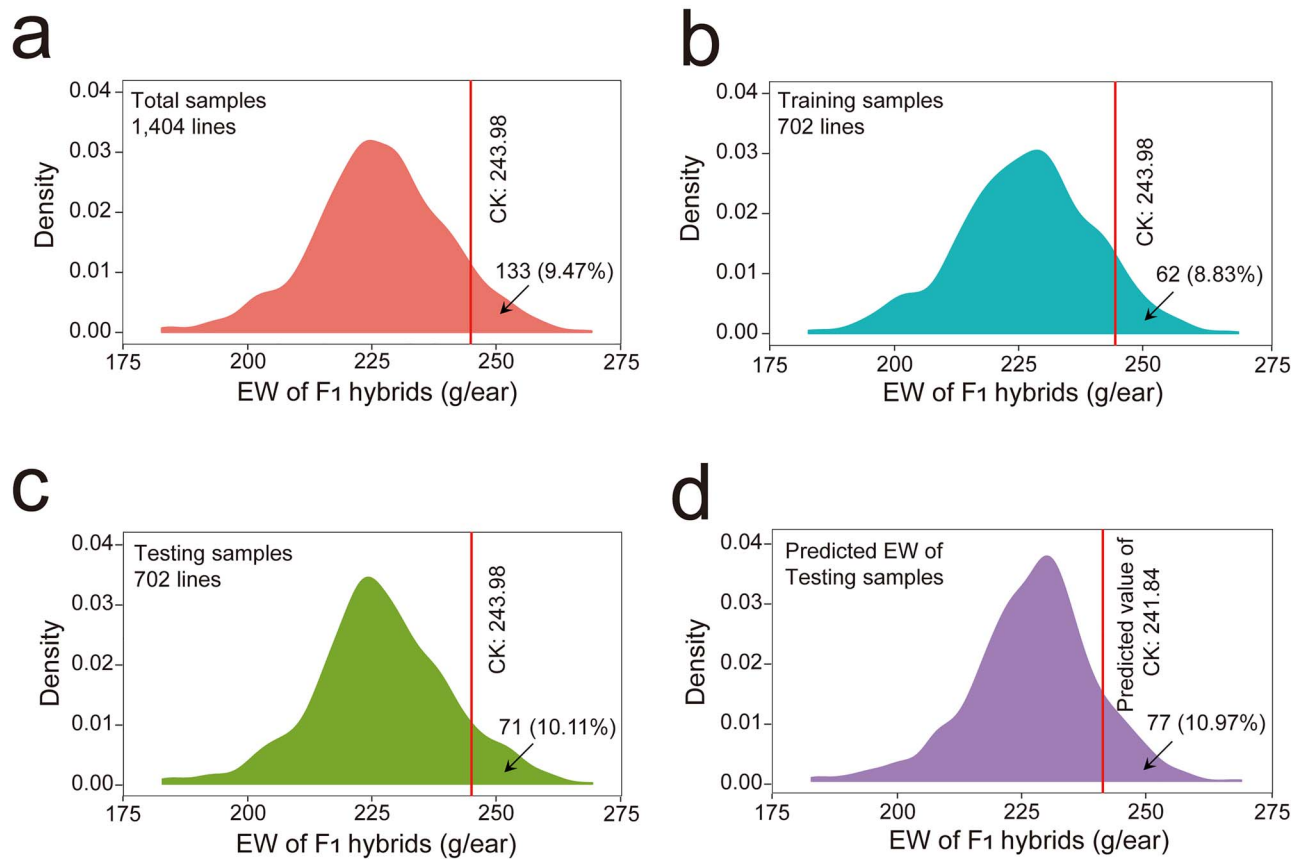 a
0.04
0.03
0.02
0.01
0.00
Density
Total samples
1,404 lines
CK: 243.98
133 (9.47%)
175
200
225
250
275
EW of F1 hybrids (g/ear)
b
0.04
0.03
0.02
0.01
0.00
Density
Training samples
702 lines
CK: 243.98
62 (8.83%)
175
200
225
250
275
EW of F1 hybrids (g/ear)
c
0.04
0.03
0.02
0.01
0.00
Density
Testing samples
702 lines
CK: 243.98
71 (10.11%)
175
200
225
250
275
EW of F1 hybrids (g/ear)
d
0.04
0.03
0.02
0.01
0.00
Density
Predicted EW of
Testing samples
Predicted value of
CK: 241.84
77 (10.97%)
175
200
225
250
275
EW of F1 hybrids (g/ear)